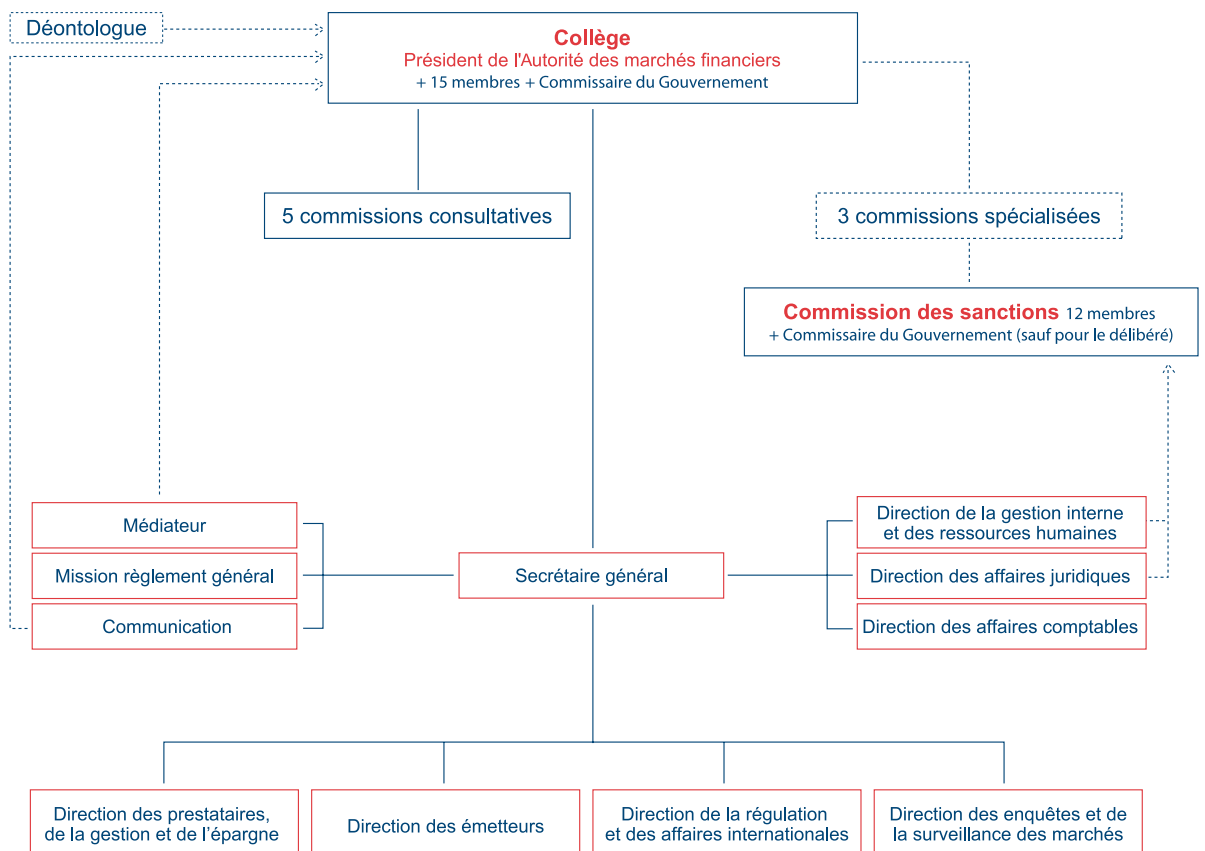 Déontologue
Collège
Président de l'Autorité des marchés financiers
+ 15 membres + Commissaire du Gouvernement
5 commissions consultatives
3 commissions spécialisées
Commission des sanctions 12 membres
+ Commissaire du Gouvernement (sauf pour le délibéré)
Médiateur
Mission règlement général
Communication
Secrétaire général
Direction de la gestion interne
et des ressources humaines
Direction des affaires juridiques
Direction des affaires comptables
Direction des prestataires,
de la gestion et de l’épargne
Direction des émetteurs
Direction de la régulation
et des affaires internationales
Direction des enquêtes et de
la surveillance des marchés